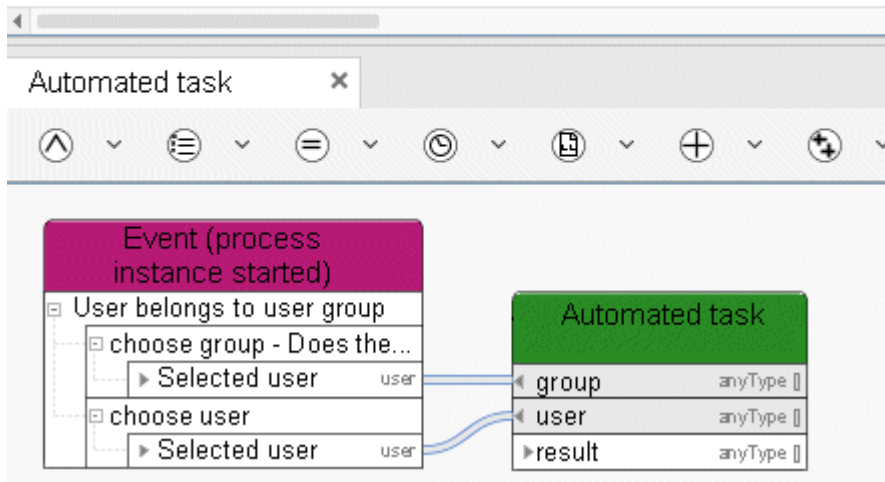 Automated task
Event (process
instance started)
User belongs to user group
choose group - Does the...
Selected user user
choose user
Selected user user
Automated task
group anyType []
user anyType []
result anyType []